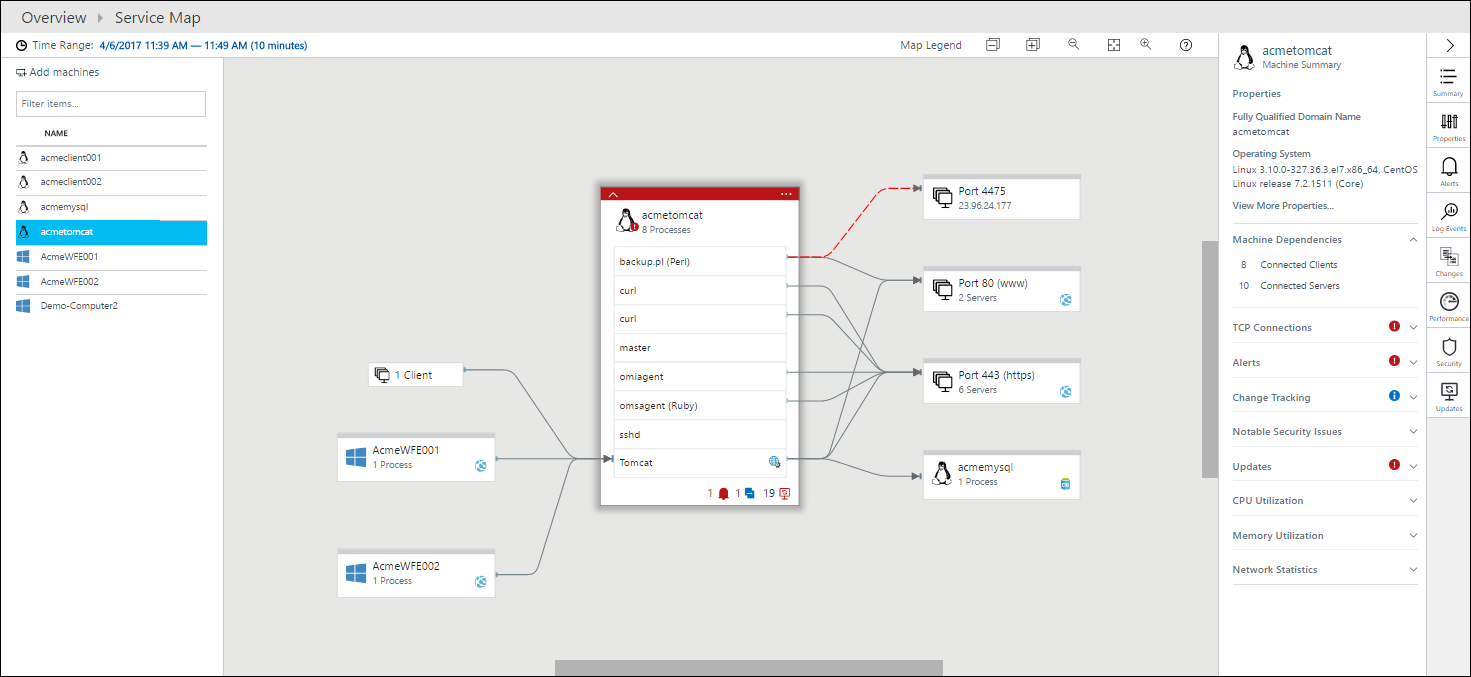 Overview
Service Map
Time Range: 4/6/2017 11:39 AM — 11:49 AM (10 minutes)
Map Legend
Add machines
Filter items...
NAME
acmeclient001
acmeclient002
acmemysql
acmetomcat
AcmeWFE001
AcmeWFE002
Demo-Computer2
1 Client
AcmeWFE001
1 Process
AcmeWFE002
1 Process
acmetomcat
8 Processes
backup.pl (Perl)
curl
curl
master
omiagent
omsagent (Ruby)
sshd
Tomcat
1 1 19
Port 4475
23.96.24.177
Port 80 (www)
2 Servers
Port 443 (https)
6 Servers
acmemysql
1 Process
acmetomcat
Machine Summary
Properties
Fully Qualified Domain Name
acmetomcat
Operating System
Linux 3.10.0-327.36.3.el7.x86_64, CentOS
Linux release 7.2.1511 (Core)
View More Properties...
Machine Dependencies
8 Connected Clients
10 Connected Servers
TCP Connections
Alerts
Change Tracking
Notable Security Issues
Updates
CPU Utilization
Memory Utilization
Network Statistics
Summary
Properties
Alerts
Log Events
Changes
Performance
Security
Updates